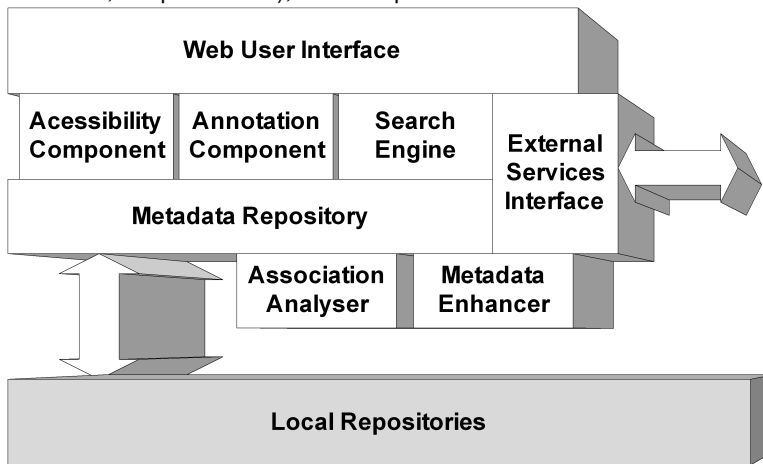 Web User Interface
Acessibility
Component
Annotation
Component
Search
Engine
External
Services
Interface
Metadata Repository
Association
Analyser
Metadata
Enhancer
Local Repositories